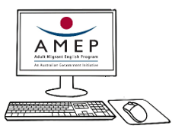 AMEP
Adult Migrant English Program
An Australian Government Initiative